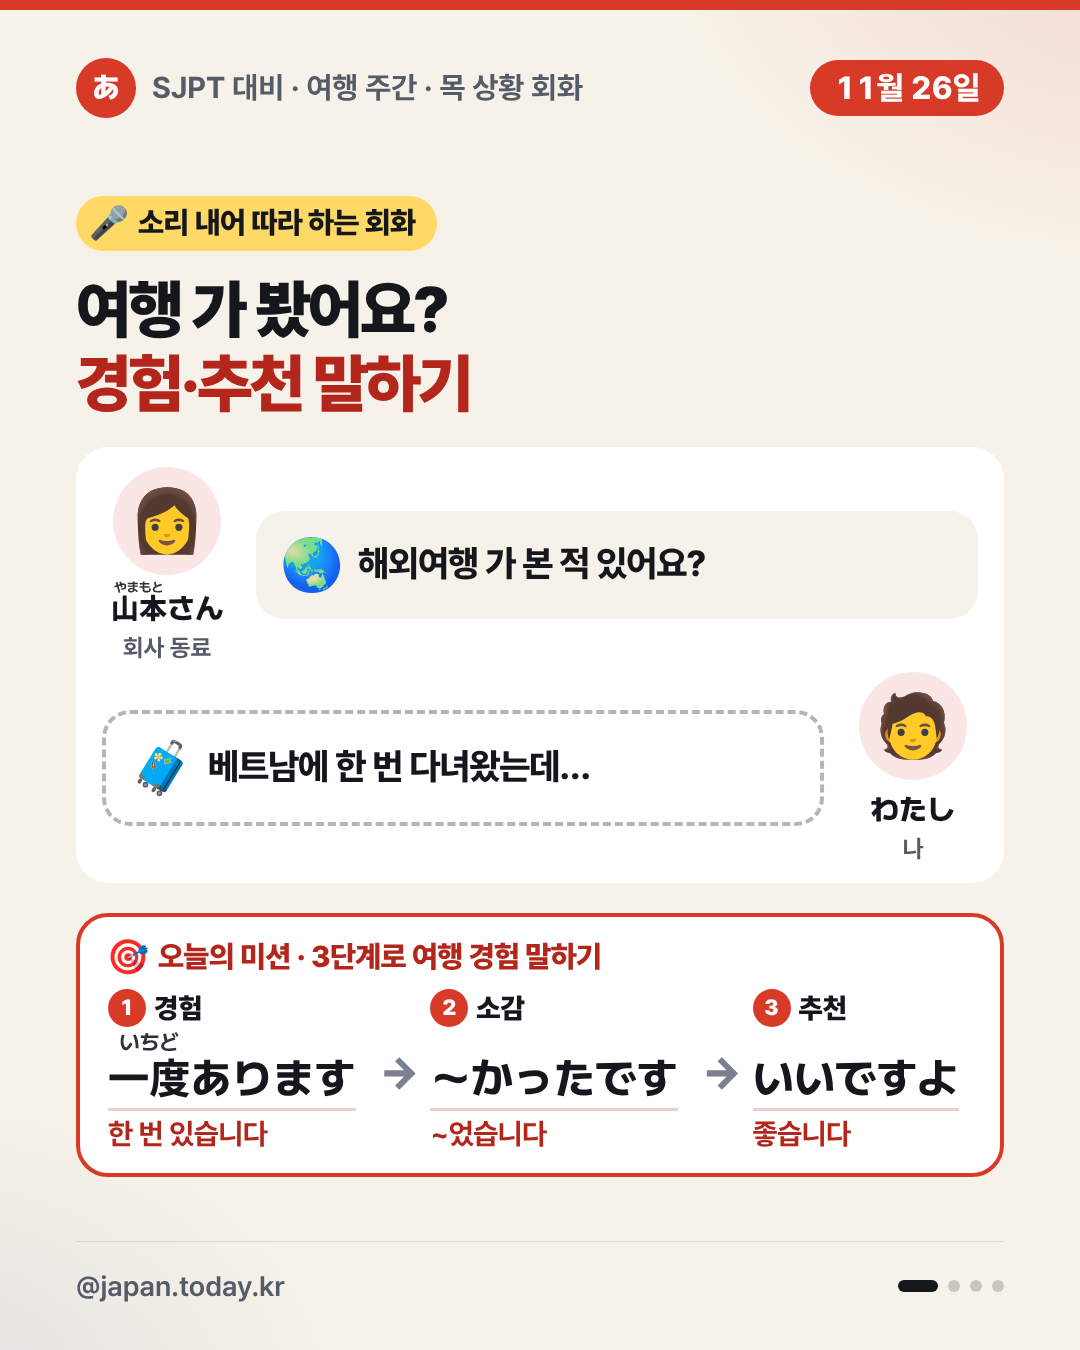 あ SJPT 대비 · 여행 주간 · 목 상황 회화
11월 26일
소리 내어 따라 하는 회화
여행 가 봤어요?
경험·추천 말하기
해외여행 가 본 적 있어요?
やまもと
山本さん
회사 동료
베트남에 한 번 다녀왔는데...
わたし
나
오늘의 미션 · 3단계로 여행 경험 말하기
1 경험
いちど
一度あります
한 번 있습니다
→
2 소감
~かったです
~었습니다
→
3 추천
いいですよ
좋습니다
@japan.today.kr